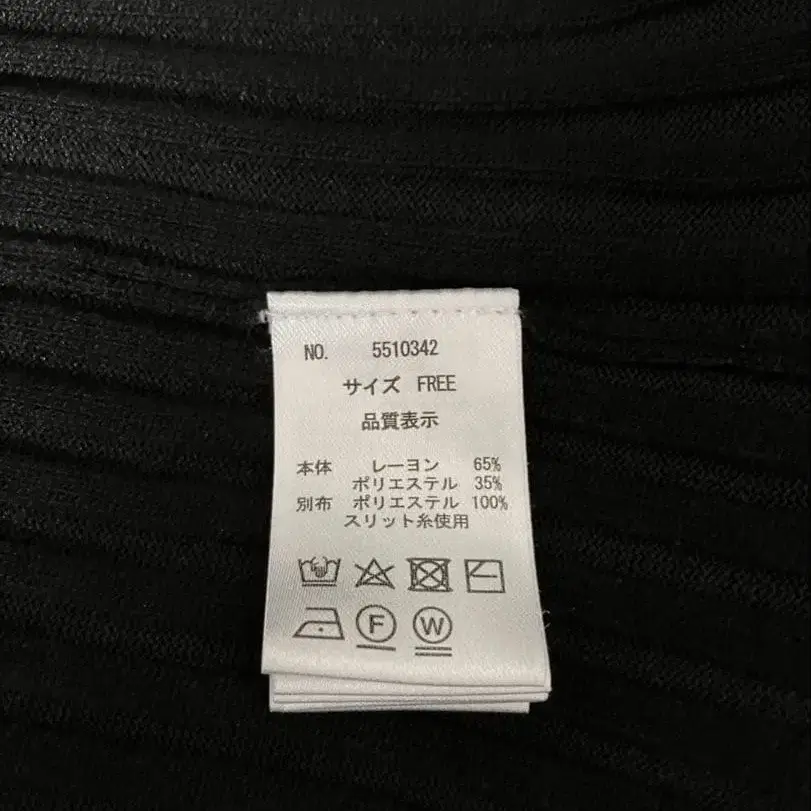 NO. 5510342
サイズ FREE
品質表示
本体 レーヨン 65%
ポリエステル 35%
別布 ポリエステル 100%
スリット糸使用
F W